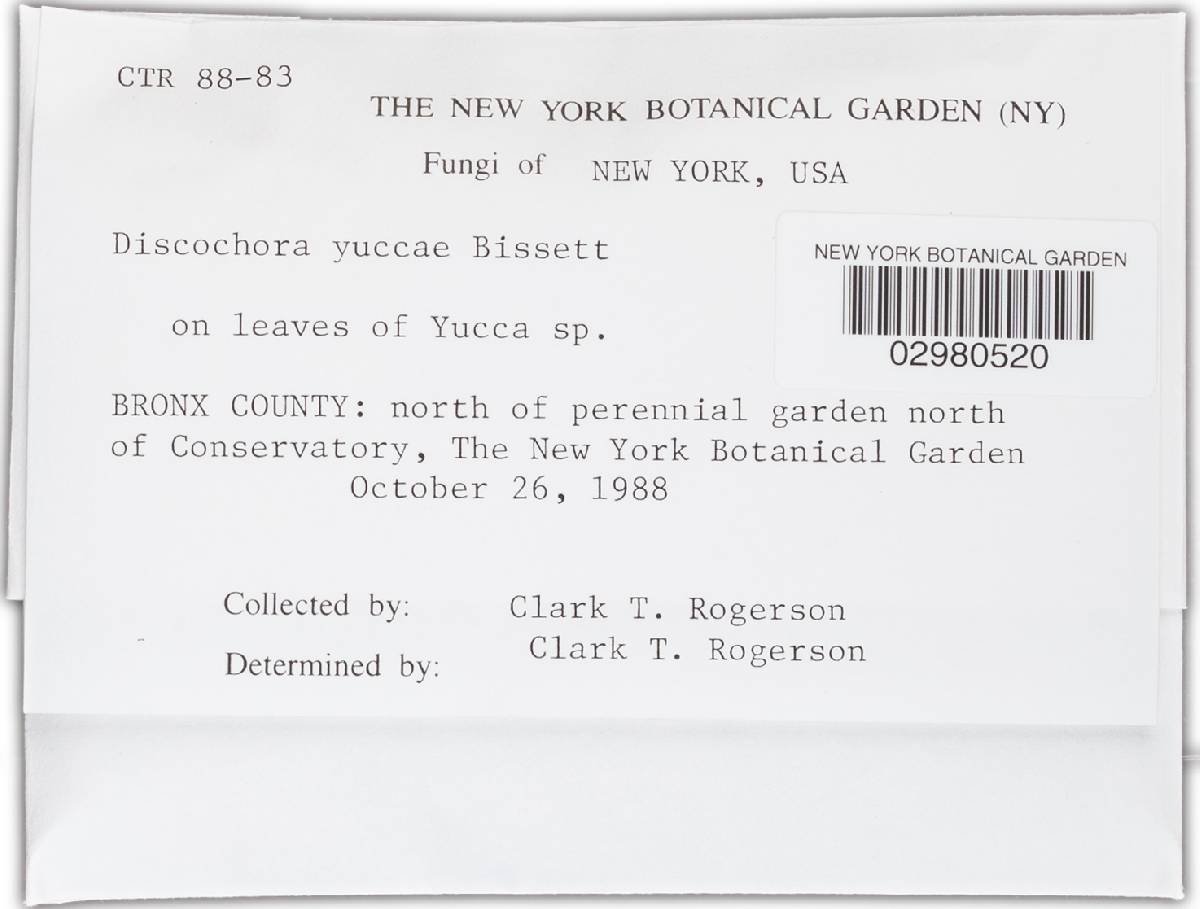 CTR 88-83
THE NEW YORK BOTANICAL GARDEN (NY)
Fungi of NEW YORK, USA
Discochora yuccae Bissett
NEW YORK BOTANICAL GARDEN
02980520
on leaves of Yucca sp.
BRONX COUNTY: north of perennial garden north
of Conservatory, The New York Botanical Garden
October 26, 1988
Collected by: Clark T. Rogerson
Determined by: Clark T. Rogerson